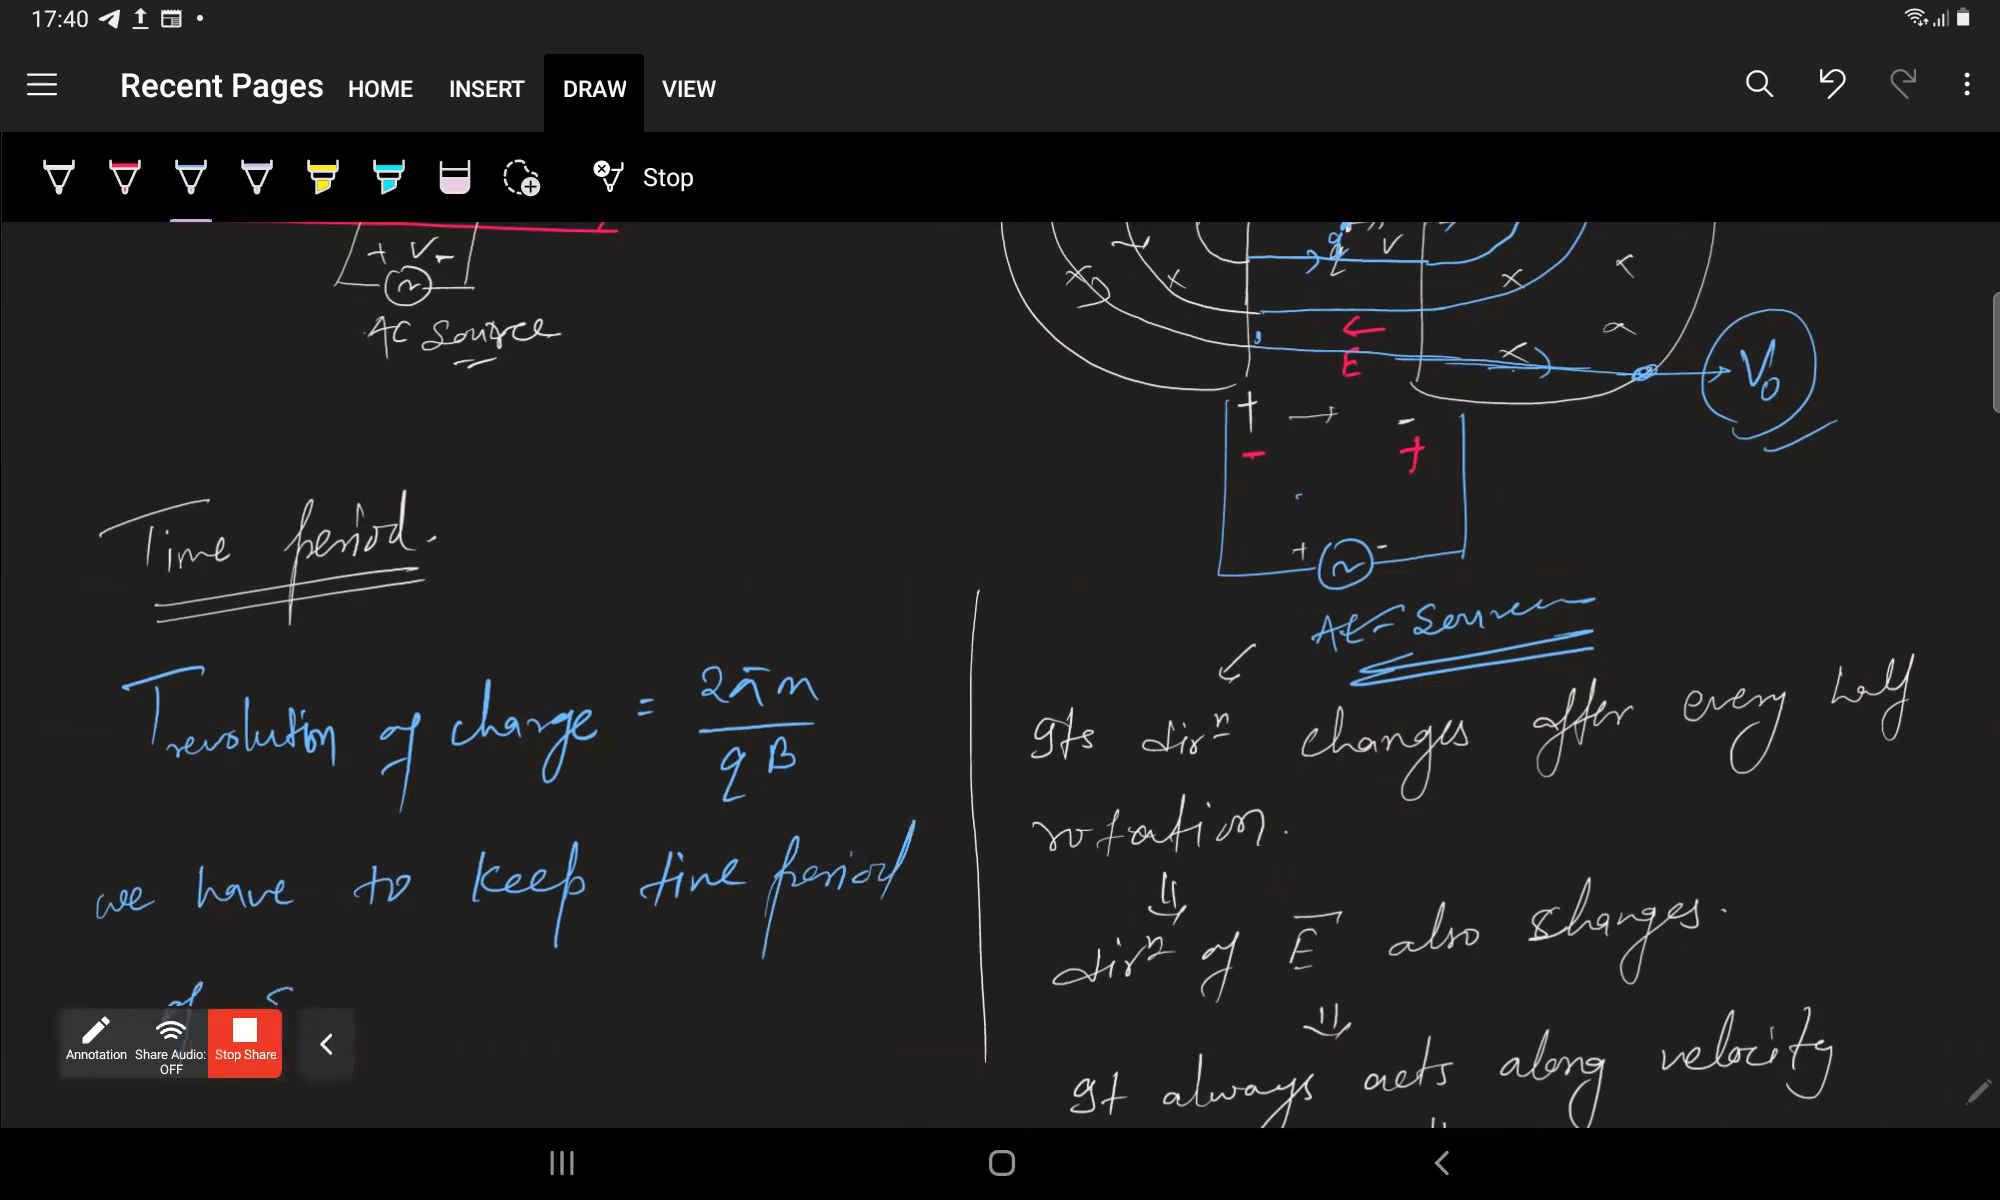 17:40
Recent Pages HOME INSERT DRAW VIEW
Stop
+ V -
AC Source
q V
X X X
D
X
E
V0
+ → -
- +
+ -
AC Source
Time period.
T revolution of charge = 2πm / qB
we have to keep time period
of
Its dirⁿ changes after every half
rotation.
⇓
dirⁿ of E also changes.
⇓
It always acts along velocity
Annotation Share Audio: OFF Stop Share